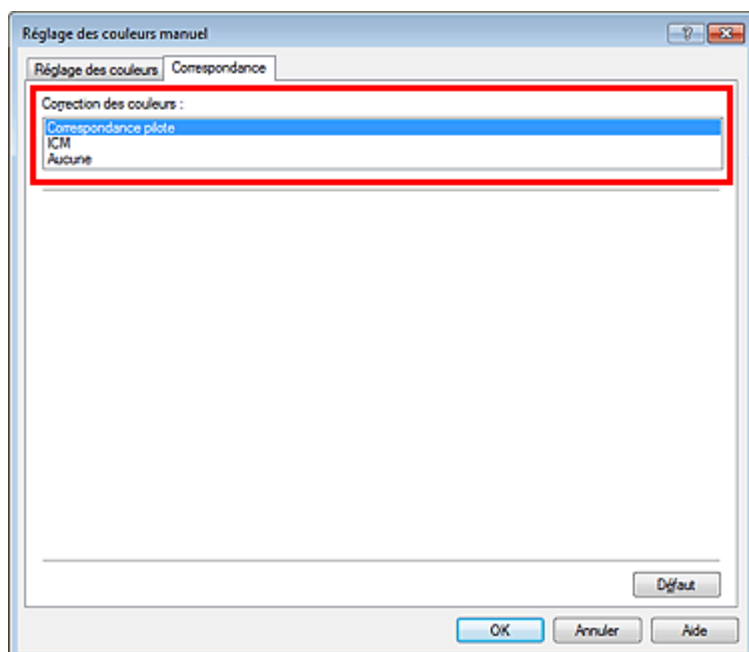 Réglage des couleurs manuel
Réglage des couleurs Correspondance
Correction des couleurs :
Correspondance pilote
ICM
Aucune
Défaut
OK Annuler Aide